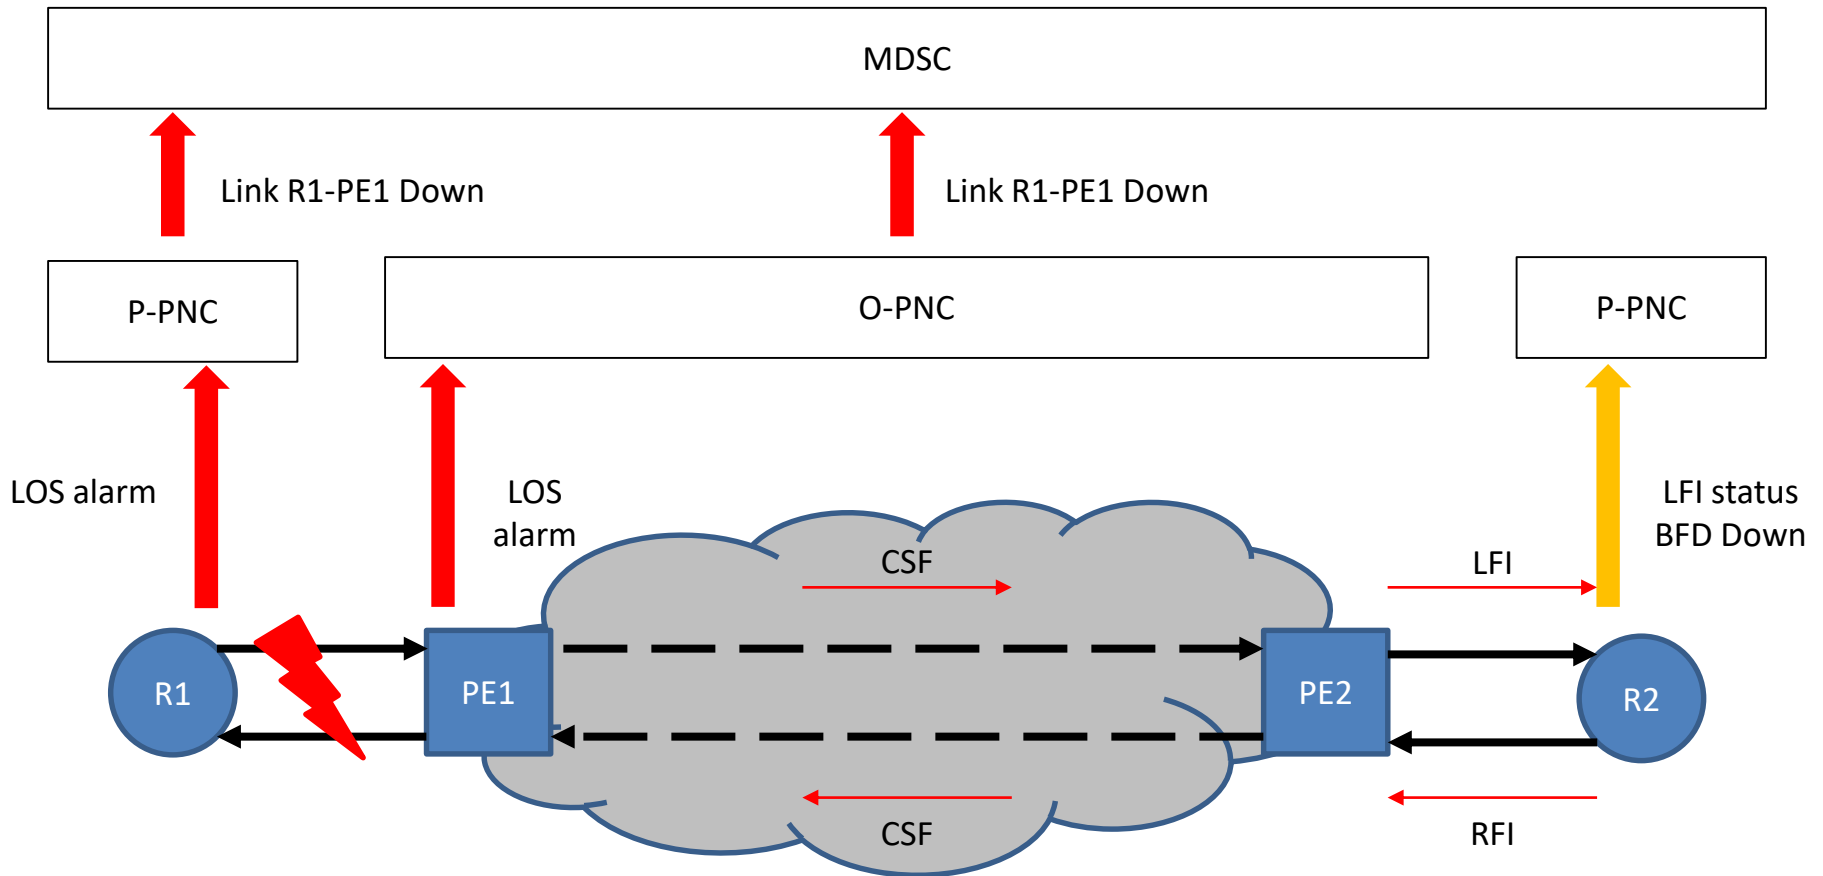 MDSC
Link R1-PE1 Down
Link R1-PE1 Down
P-PNC
O-PNC
P-PNC
LOS alarm
LOS
alarm
LFI status
BFD Down
CSF
LFI
R1
PE1
PE2
R2
CSF
RFI